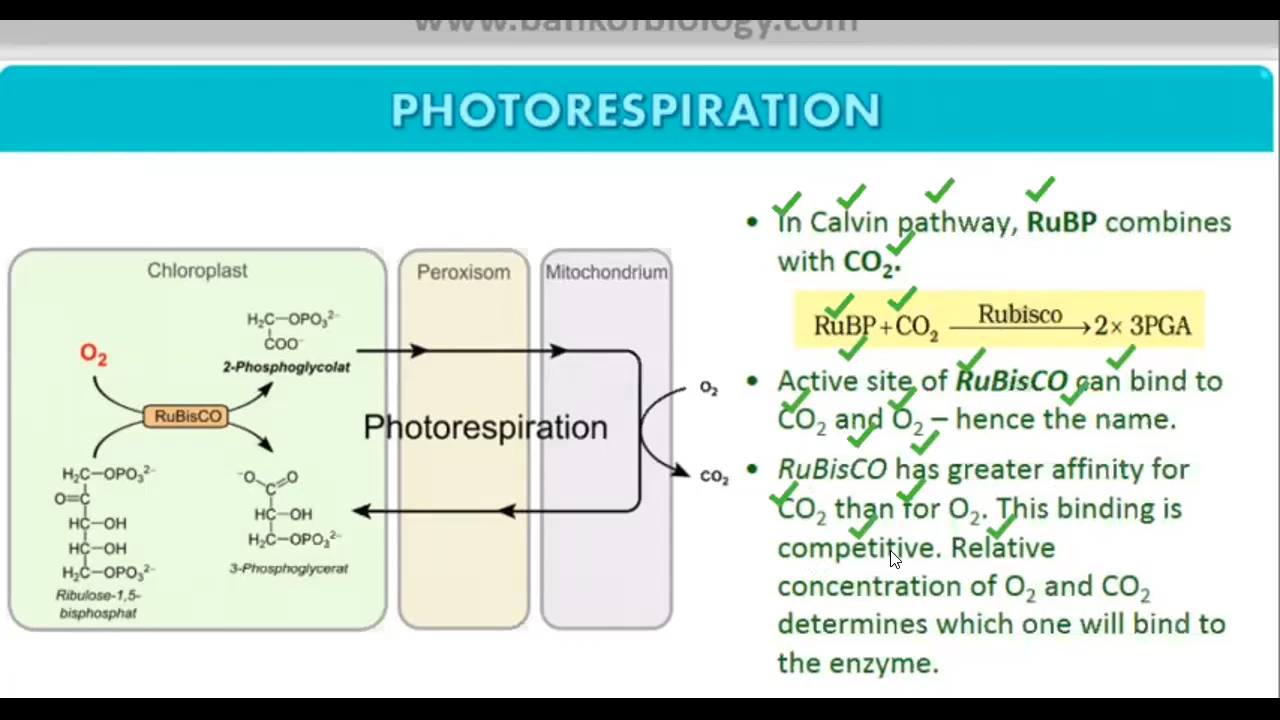 www.bankofbiology.com
PHOTORESPIRATION
Chloroplast
Peroxisom
Mitochondrium
O₂
H₂C—OPO₃²⁻
COO⁻
2-Phosphoglycolat
RuBisCO
Photorespiration
O₂
CO₂
H₂C—OPO₃²⁻
O=C
HC—OH
HC—OH
H₂C—OPO₃²⁻
Ribulose-1,5-
bisphosphat
⁻O O
C
HC—OH
H₂C—OPO₃²⁻
3-Phosphoglycerat
• In Calvin pathway, RuBP combines
with CO₂.
RuBP + CO₂ Rubisco → 2× 3PGA
• Active site of RuBisCO can bind to
CO₂ and O₂ – hence the name.
• RuBisCO has greater affinity for
CO₂ than for O₂. This binding is
competitive. Relative
concentration of O₂ and CO₂
determines which one will bind to
the enzyme.